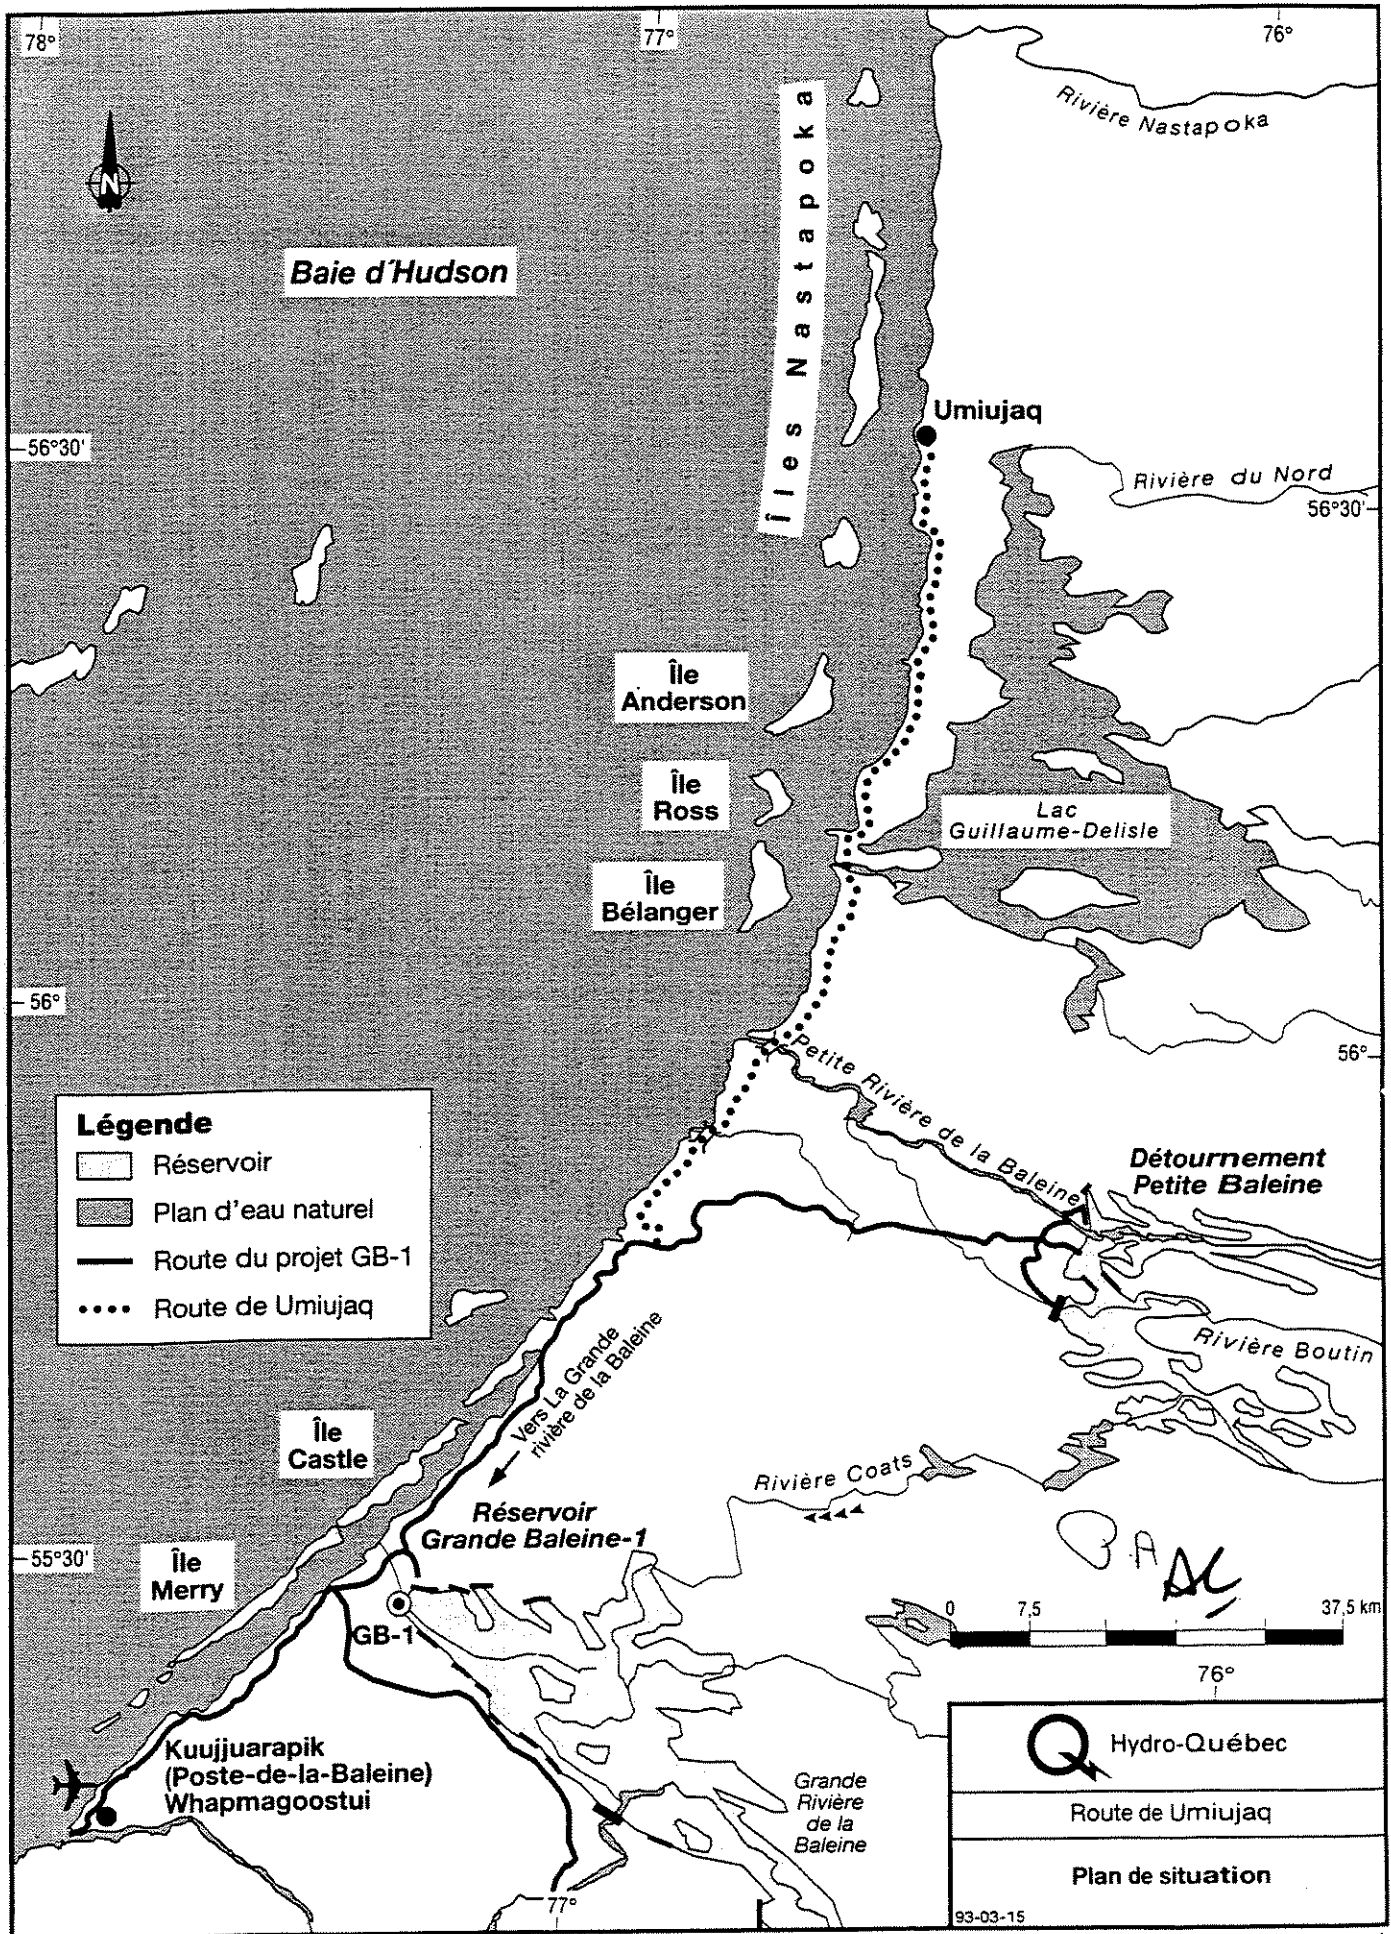 78°
77°
76°
Rivière Nastapoka
Îles Nastapoka
N
Baie d'Hudson
Umiujaq
56°30'
Rivière du Nord
56°30'
Île
Anderson
Île
Ross
Lac
Guillaume-Delisle
Île
Bélanger
56°
56°
Petite Rivière de la Baleine
Détournement
Petite Baleine
Légende
Réservoir
Plan d'eau naturel
Route du projet GB-1
Route de Umiujaq
Rivière Boutin
Vers La Grande
rivière de la Baleine
Île
Castle
Rivière Coats
Réservoir
Grande Baleine-1
55°30'
Île
Merry
A
0 7,5 37,5 km
GB-1
76°
Kuujjuarapik
(Poste-de-la-Baleine)
Whapmagoostui
Grande
Rivière
de la
Baleine
Hydro-Québec
Route de Umiujaq
Plan de situation
77°
93-03-15